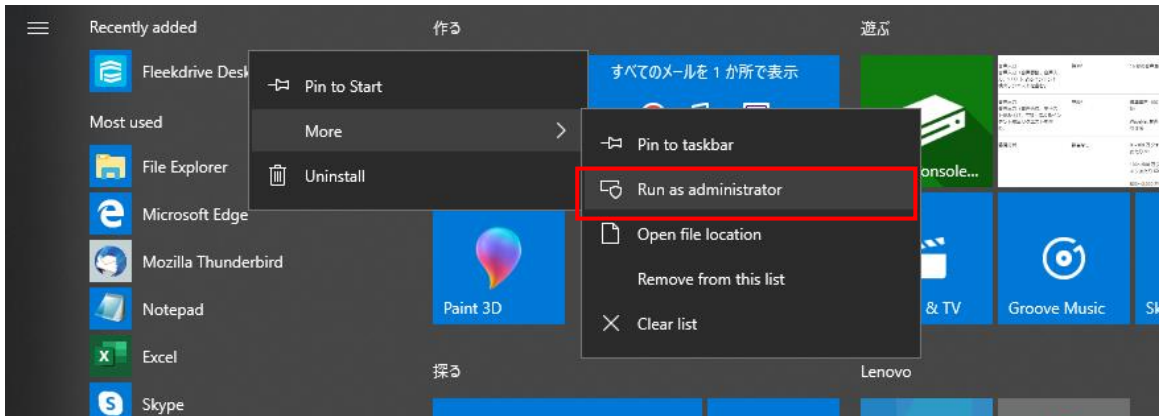 Recently added
作る
遊ぶ
Fleekdrive Desk
Pin to Start
More
Uninstall
すべてのメールを 1 か所で表示
Most used
File Explorer
Microsoft Edge
Mozilla Thunderbird
Notepad
Excel
Skype
Pin to taskbar
Run as administrator
Open file location
Remove from this list
Clear list
onsole...
Paint 3D
& TV
Groove Music
Sk
探る
Lenovo